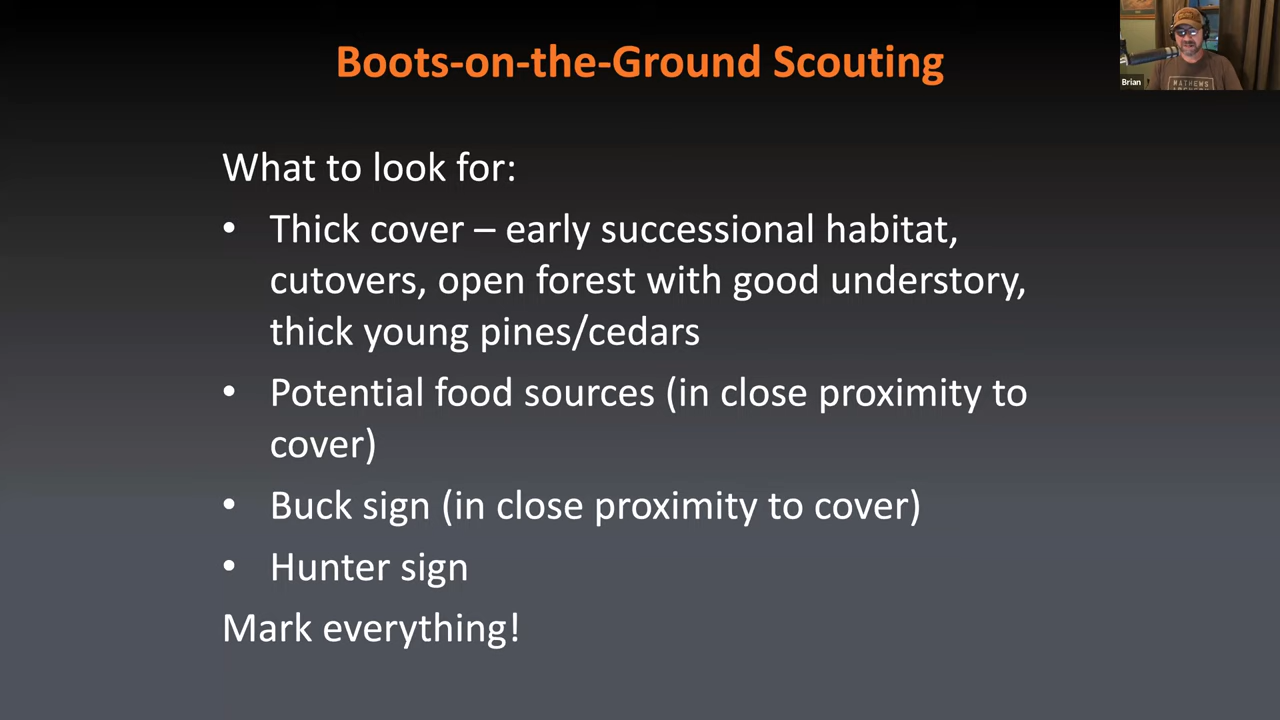 Boots-on-the-Ground Scouting
Brian
MATHEWS
What to look for:
• Thick cover – early successional habitat,
cutovers, open forest with good understory,
thick young pines/cedars
• Potential food sources (in close proximity to
cover)
• Buck sign (in close proximity to cover)
• Hunter sign
Mark everything!